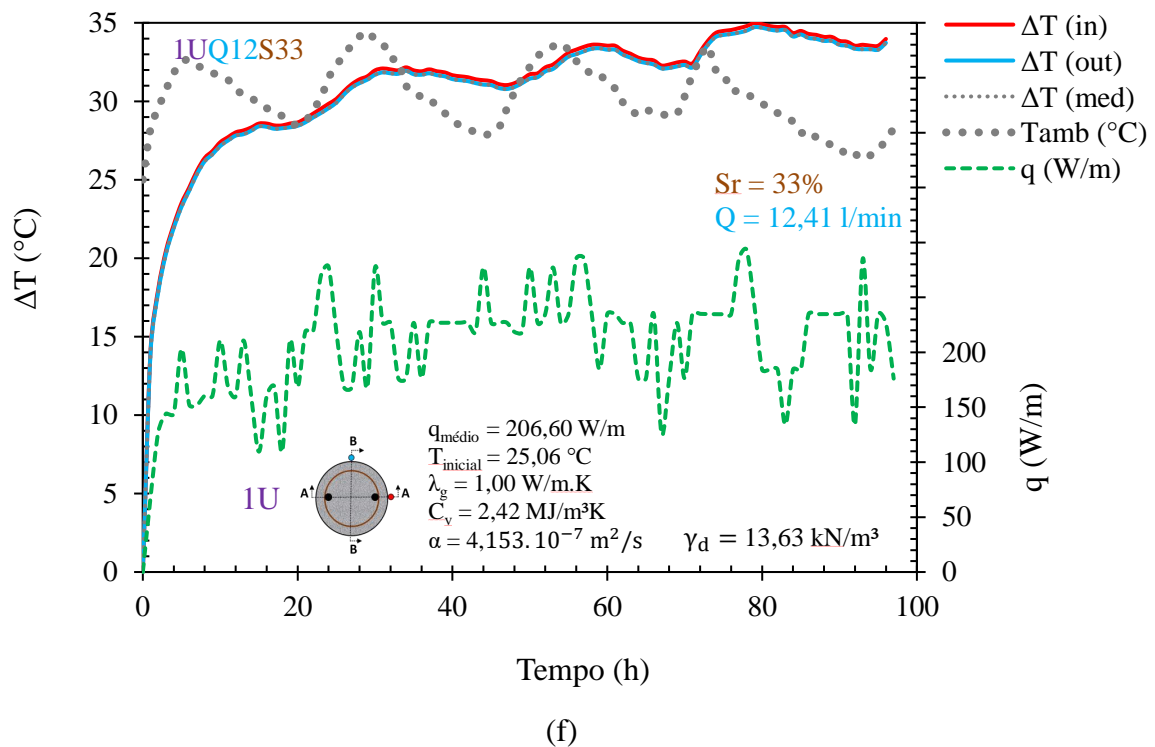 1UQ12S33
ΔT (in)
ΔT (out)
ΔT (med)
Tamb (°C)
q (W/m)
35
30
25
20
15
10
5
0
ΔT (°C)
Sr = 33%
Q = 12,41 l/min
200
150
100
50
0
q (W/m)
1U
B
A
A
B
q_médio = 206,60 W/m
T_inicial = 25,06 °C
λ_g = 1,00 W/m.K
C_v = 2,42 MJ/m³K
α = 4,153.10⁻⁷ m²/s
γ_d = 13,63 kN/m³
0
20
40
60
80
100
Tempo (h)
(f)